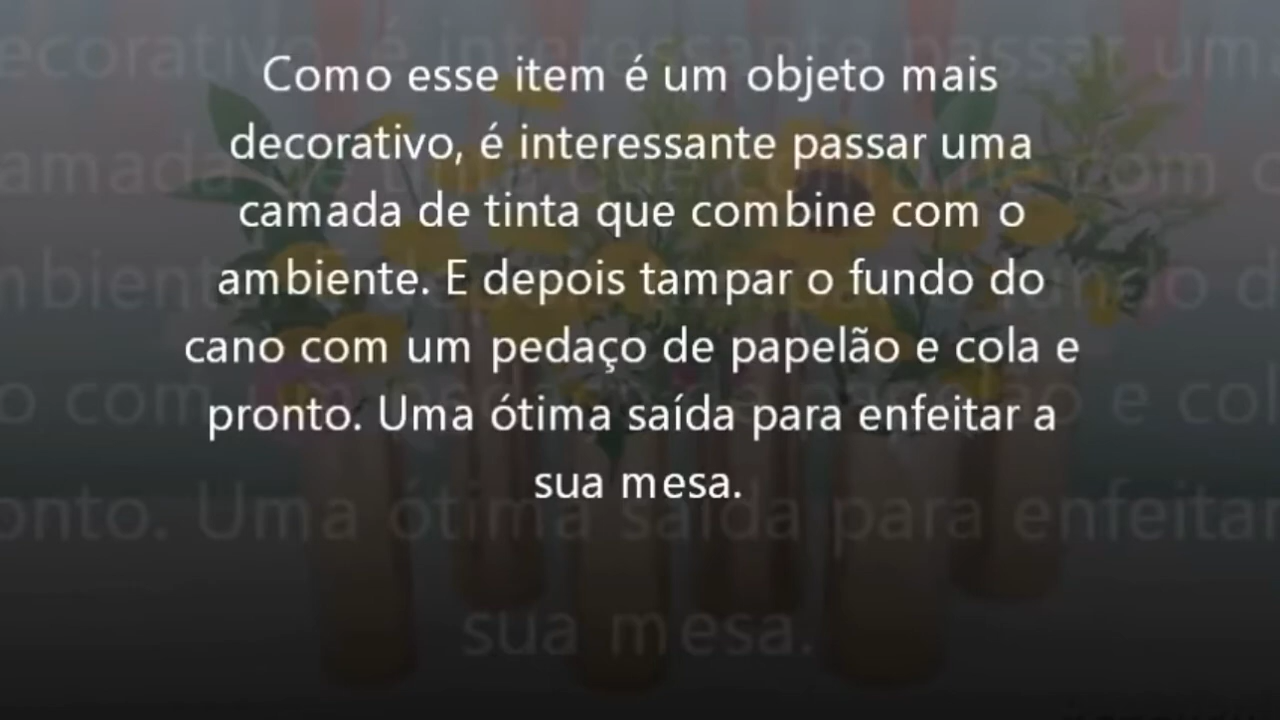 Como esse item é um objeto mais
decorativo, é interessante passar uma
camada de tinta que combine com o
ambiente. E depois tampar o fundo do
cano com um pedaço de papelão e cola e
pronto. Uma ótima saída para enfeitar a
sua mesa.